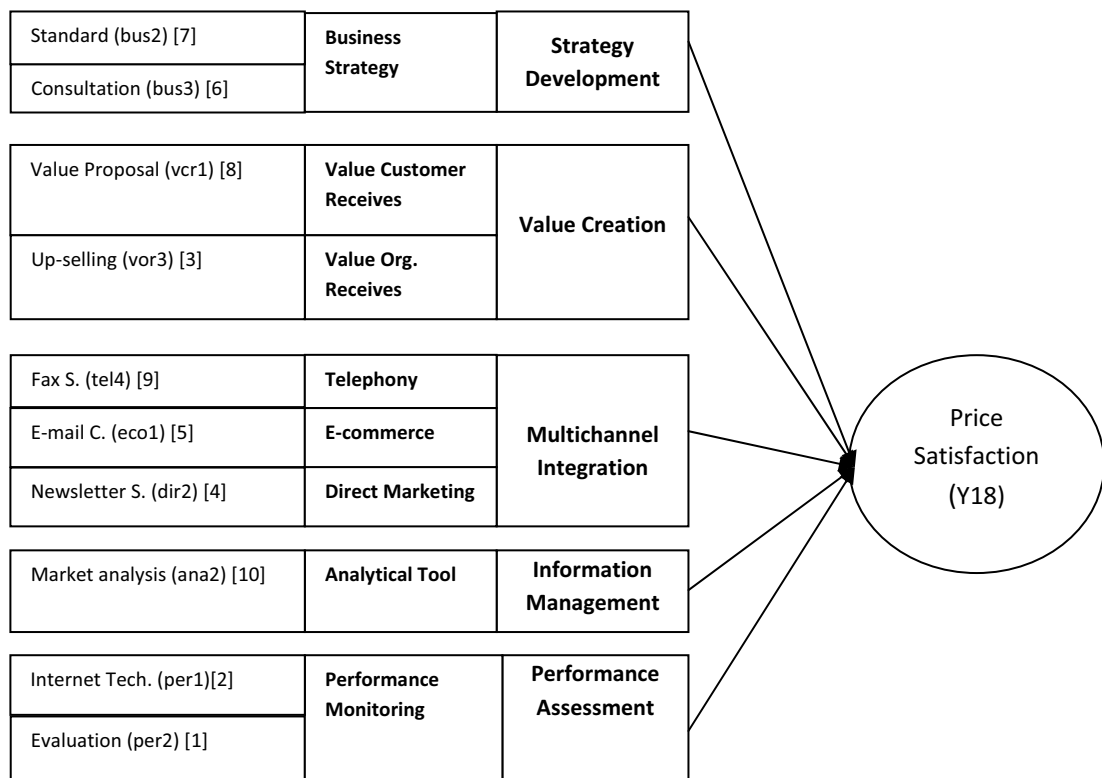 Standard (bus2) [7]
Consultation (bus3) [6]
Business
Strategy
Strategy
Development
Value Proposal (vcr1) [8]
Value Customer
Receives
Up-selling (vor3) [3]
Value Org.
Receives
Value Creation
Fax S. (tel4) [9]
Telephony
E-mail C. (eco1) [5]
E-commerce
Newsletter S. (dir2) [4]
Direct Marketing
Multichannel
Integration
Market analysis (ana2) [10]
Analytical Tool
Information
Management
Internet Tech. (per1)[2]
Evaluation (per2) [1]
Performance
Monitoring
Performance
Assessment
Price
Satisfaction
(Y18)